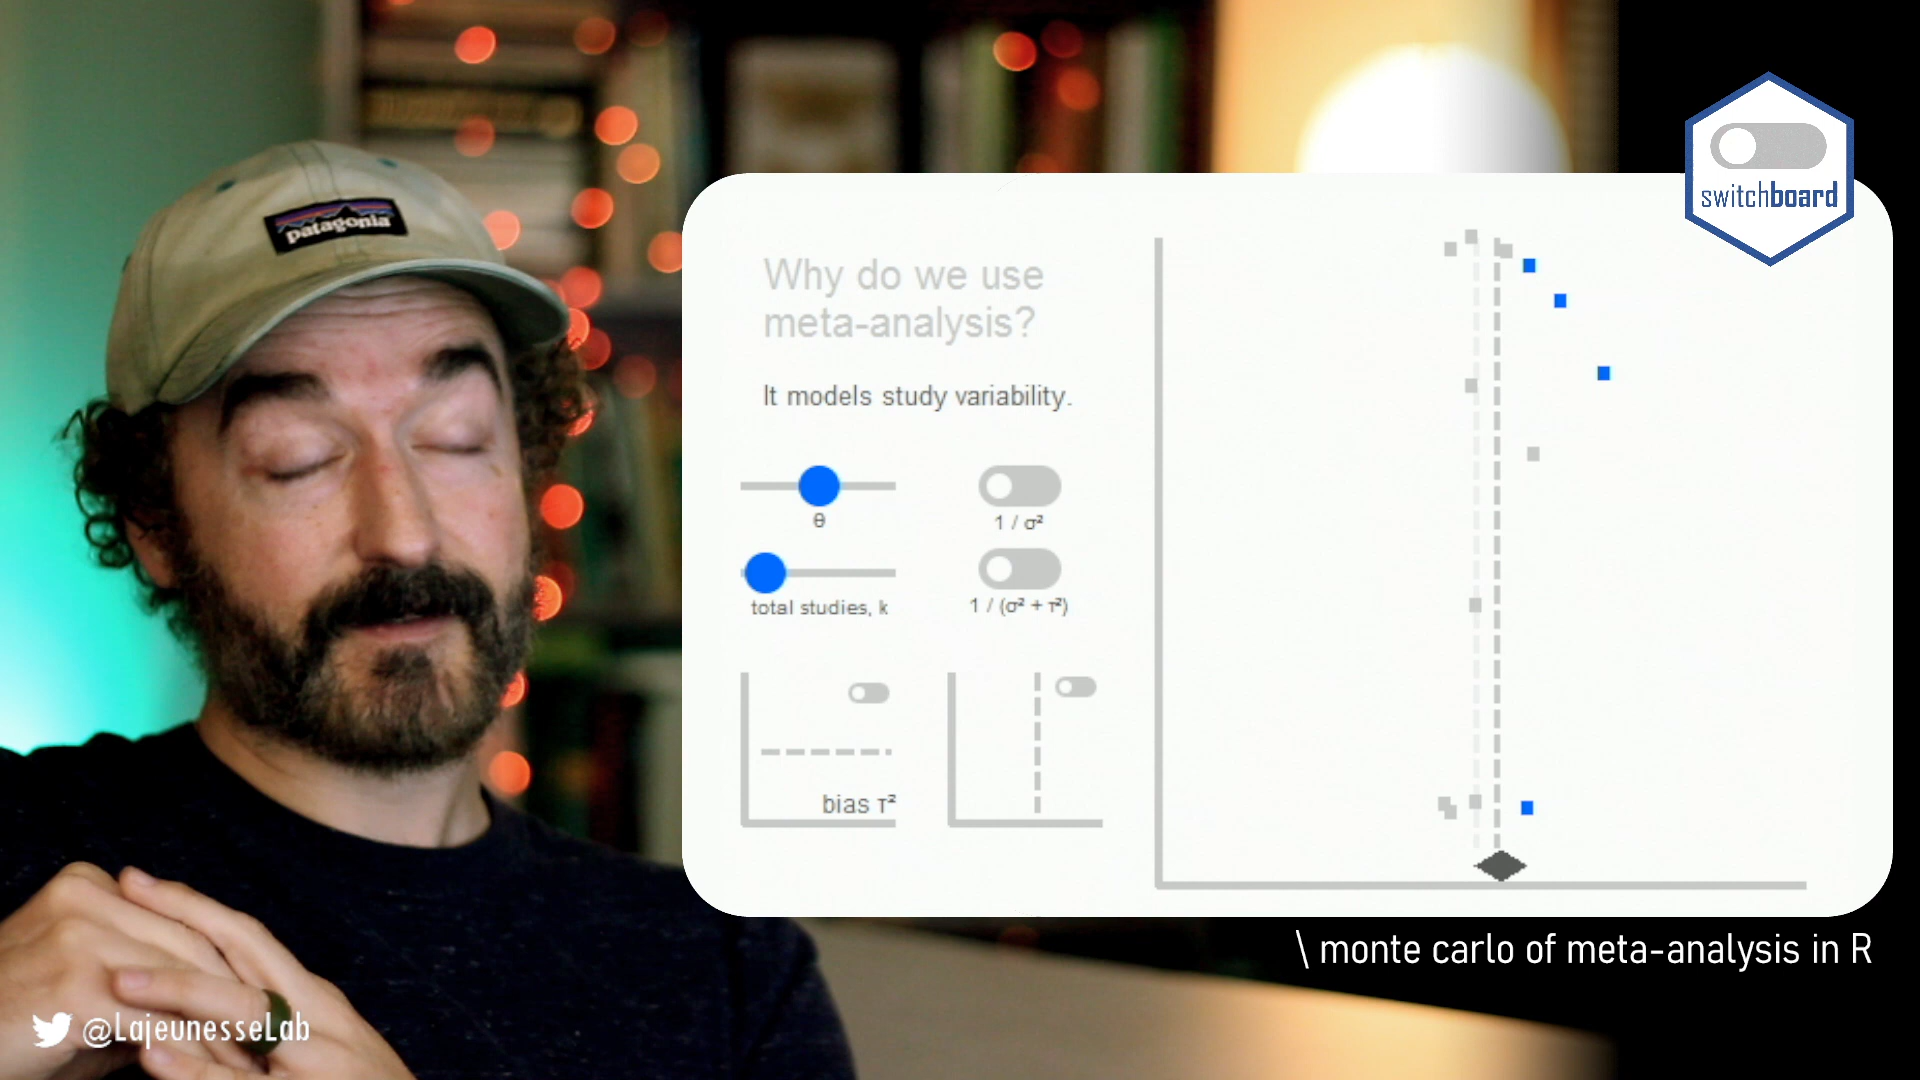 patagonia
switchboard
Why do we use
meta-analysis?
It models study variability.
θ
1 / σ²
total studies, k
1 / (σ² + τ²)
bias τ²
\ monte carlo of meta-analysis in R
@LajeunesseLab